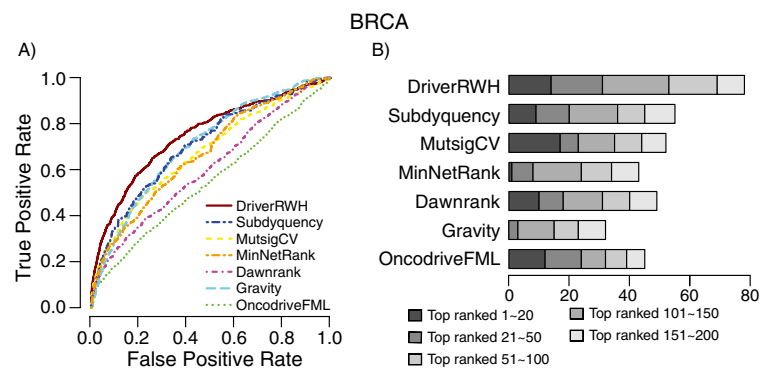 BRCA
A)
True Positive Rate
1.0
0.8
0.6
0.4
0.2
0.0
0.0 0.2 0.4 0.6 0.8 1.0
False Positive Rate
DriverRWH
Subdyquency
MutsigCV
MinNetRank
Dawnrank
Gravity
OncodriveFML
B)
DriverRWH
Subdyquency
MutsigCV
MinNetRank
Dawnrank
Gravity
OncodriveFML
0 20 40 60 80
Top ranked 1~20
Top ranked 21~50
Top ranked 51~100
Top ranked 101~150
Top ranked 151~200